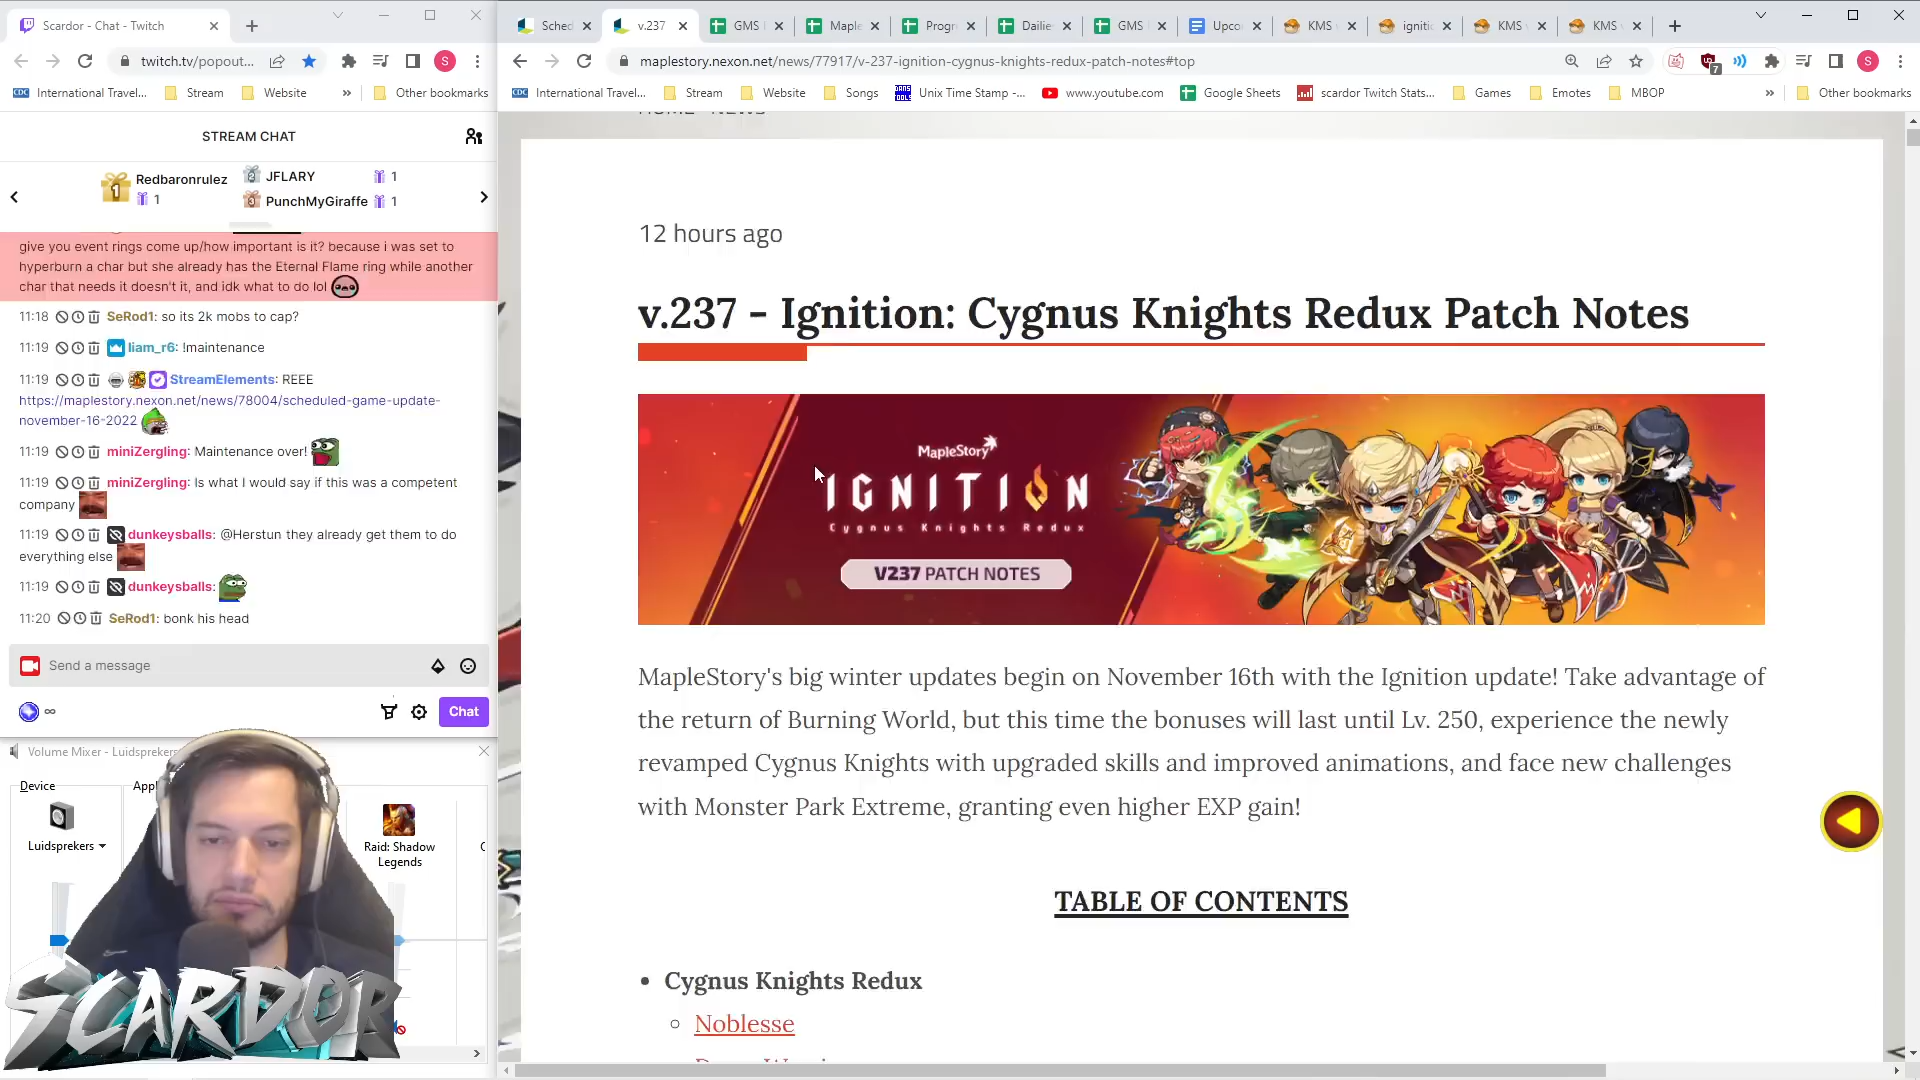 Scardor - Chat - Twitch
twitch.tv/popout...
S
International Travel...
Stream
Website
»
Other bookmarks
STREAM CHAT
Redbaronrulez
1
JFLARY
1
PunchMyGiraffe
1
give you event rings come up/how important is it? because i was set to
hyperburn a char but she already has the Eternal Flame ring while another
char that needs it doesn't it, and idk what to do lol
11:18 SeRod1: so its 2k mobs to cap?
11:19 liam_r6: !maintenance
11:19 StreamElements: REEE
https://maplestory.nexon.net/news/78004/scheduled-game-update-
november-16-2022
11:19 miniZergling: Maintenance over!
11:19 miniZergling: Is what I would say if this was a competent
company
11:19 dunkeysballs: @Herstun they already get them to do
everything else
11:19 dunkeysballs:
11:20 SeRod1: bonk his head
Send a message
∞
Chat
Volume Mixer - Luidsprekers
Device
App
Luidsprekers
Raid: Shadow
Legends
SCARDOR
Sched
v.237
GMS
Maple
Progr
Dailie
GMS
Upco
KMS
igniti
KMS
KMS
maplestory.nexon.net/news/77917/v-237-ignition-cygnus-knights-redux-patch-notes#top
7
S
International Travel...
Stream
Website
Songs
Unix Time Stamp -...
www.youtube.com
Google Sheets
scardor Twitch Stats...
Games
Emotes
MBOP
»
Other bookmarks
HOME NEWS
12 hours ago
v.237 - Ignition: Cygnus Knights Redux Patch Notes
MapleStory
IGNITION
Cygnus Knights Redux
V237 PATCH NOTES
MapleStory's big winter updates begin on November 16th with the Ignition update! Take advantage of
the return of Burning World, but this time the bonuses will last until Lv. 250, experience the newly
revamped Cygnus Knights with upgraded skills and improved animations, and face new challenges
with Monster Park Extreme, granting even higher EXP gain!
TABLE OF CONTENTS
• Cygnus Knights Redux
Noblesse